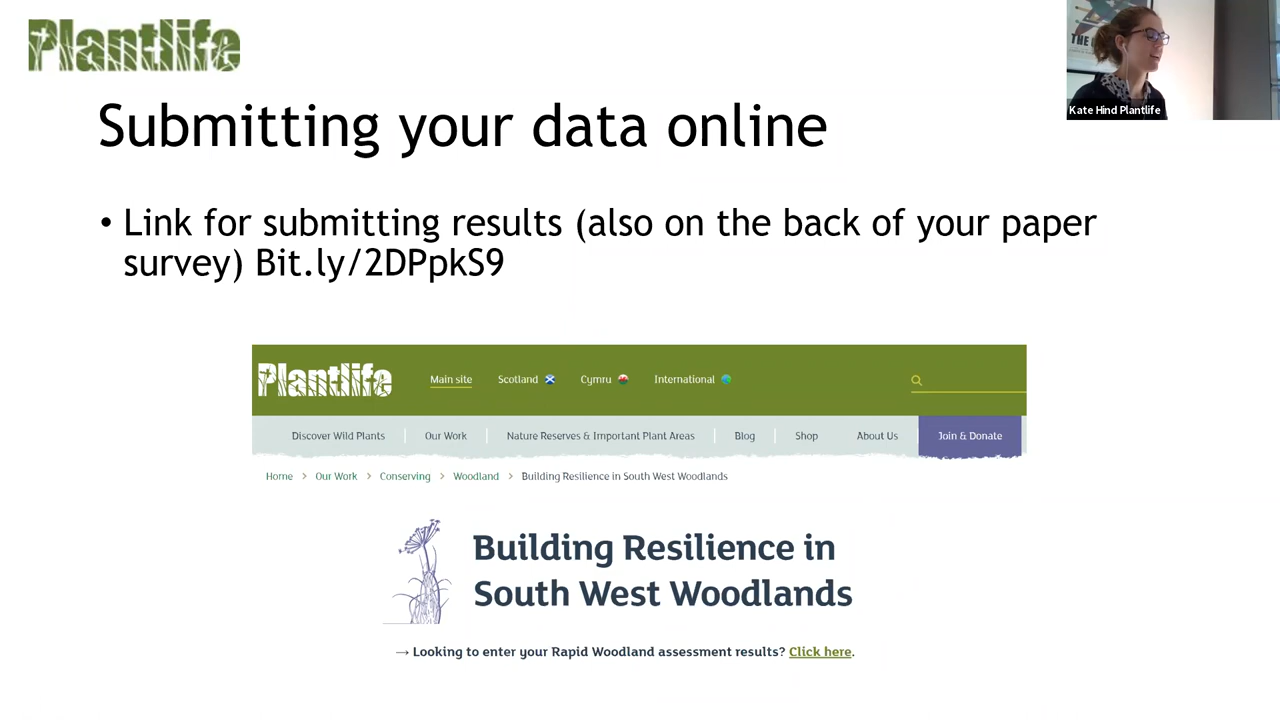 Plantlife
THE
Kate Hind Plantlife
Submitting your data online
• Link for submitting results (also on the back of your paper
survey) Bit.ly/2DPpkS9
Plantlife
Main site Scotland Cymru International
Discover Wild Plants Our Work Nature Reserves & Important Plant Areas Blog Shop About Us Join & Donate
Home > Our Work > Conserving > Woodland > Building Resilience in South West Woodlands
Building Resilience in
South West Woodlands
→ Looking to enter your Rapid Woodland assessment results? Click here.